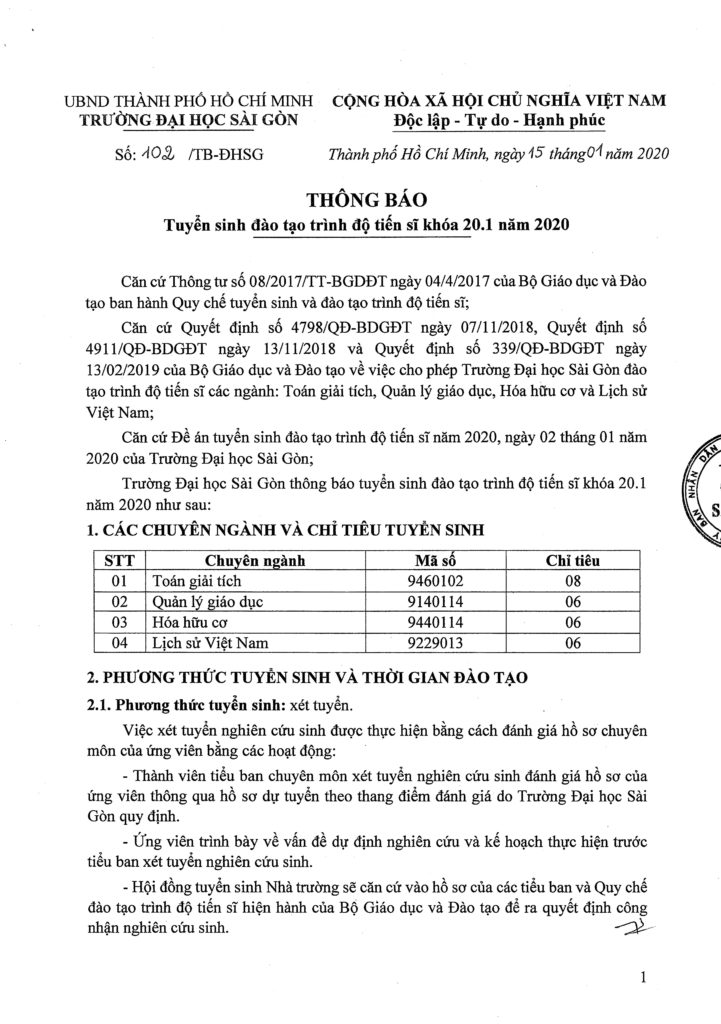 UBND THÀNH PHỐ HỒ CHÍ MINH
TRƯỜNG ĐẠI HỌC SÀI GÒN
CỘNG HÒA XÃ HỘI CHỦ NGHĨA VIỆT NAM
Độc lập - Tự do - Hạnh phúc
Số: 102 /TB-ĐHSG
Thành phố Hồ Chí Minh, ngày 15 tháng 01 năm 2020
THÔNG BÁO
Tuyển sinh đào tạo trình độ tiến sĩ khóa 20.1 năm 2020
Căn cứ Thông tư số 08/2017/TT-BGDĐT ngày 04/4/2017 của Bộ Giáo dục và Đào
tạo ban hành Quy chế tuyển sinh và đào tạo trình độ tiến sĩ;
Căn cứ Quyết định số 4798/QĐ-BDGĐT ngày 07/11/2018, Quyết định số
4911/QĐ-BDGĐT ngày 13/11/2018 và Quyết định số 339/QĐ-BDGĐT ngày
13/02/2019 của Bộ Giáo dục và Đào tạo về việc cho phép Trường Đại học Sài Gòn đào
tạo trình độ tiến sĩ các ngành: Toán giải tích, Quản lý giáo dục, Hóa hữu cơ và Lịch sử
Việt Nam;
Căn cứ Đề án tuyển sinh đào tạo trình độ tiến sĩ năm 2020, ngày 02 tháng 01 năm
2020 của Trường Đại học Sài Gòn;
Trường Đại học Sài Gòn thông báo tuyển sinh đào tạo trình độ tiến sĩ khóa 20.1
năm 2020 như sau:
1. CÁC CHUYÊN NGÀNH VÀ CHỈ TIÊU TUYỂN SINH
STT Chuyên ngành Mã số Chỉ tiêu
01 Toán giải tích 9460102 08
02 Quản lý giáo dục 9140114 06
03 Hóa hữu cơ 9440114 06
04 Lịch sử Việt Nam 9229013 06
2. PHƯƠNG THỨC TUYỂN SINH VÀ THỜI GIAN ĐÀO TẠO
2.1. Phương thức tuyển sinh: xét tuyển.
Việc xét tuyển nghiên cứu sinh được thực hiện bằng cách đánh giá hồ sơ chuyên
môn của ứng viên bằng các hoạt động:
- Thành viên tiểu ban chuyên môn xét tuyển nghiên cứu sinh đánh giá hồ sơ của
ứng viên thông qua hồ sơ dự tuyển theo thang điểm đánh giá do Trường Đại học Sài
Gòn quy định.
- Ứng viên trình bày về vấn đề dự định nghiên cứu và kế hoạch thực hiện trước
tiểu ban xét tuyển nghiên cứu sinh.
- Hội đồng tuyển sinh Nhà trường sẽ căn cứ vào hồ sơ của các tiểu ban và Quy chế
đào tạo trình độ tiến sĩ hiện hành của Bộ Giáo dục và Đào tạo để ra quyết định công
nhận nghiên cứu sinh.
1
BAN NHÂN DÂN